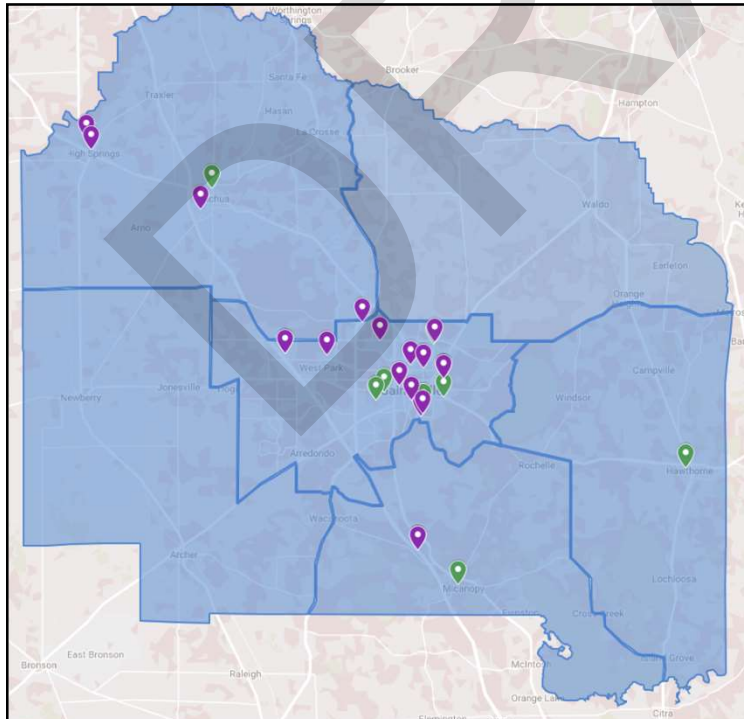 Worthington
Springs
Brooker
Santa Fe
Traxler
Hampton
Hasan
La Crosse
High Springs
Waldo
Alachua
Arno
Earleton
Orange
West Park
Campville
Jonesville
Newberry
Windsor
Arredondo
Rochelle
Hawthorne
Wacahoota
Archer
Lochloosa
Micanopy
Evinston
Cross Creek
East Bronson
Bronson
Island Grove
McIntosh
Raleigh
Orange Lake
Flemington
Citra